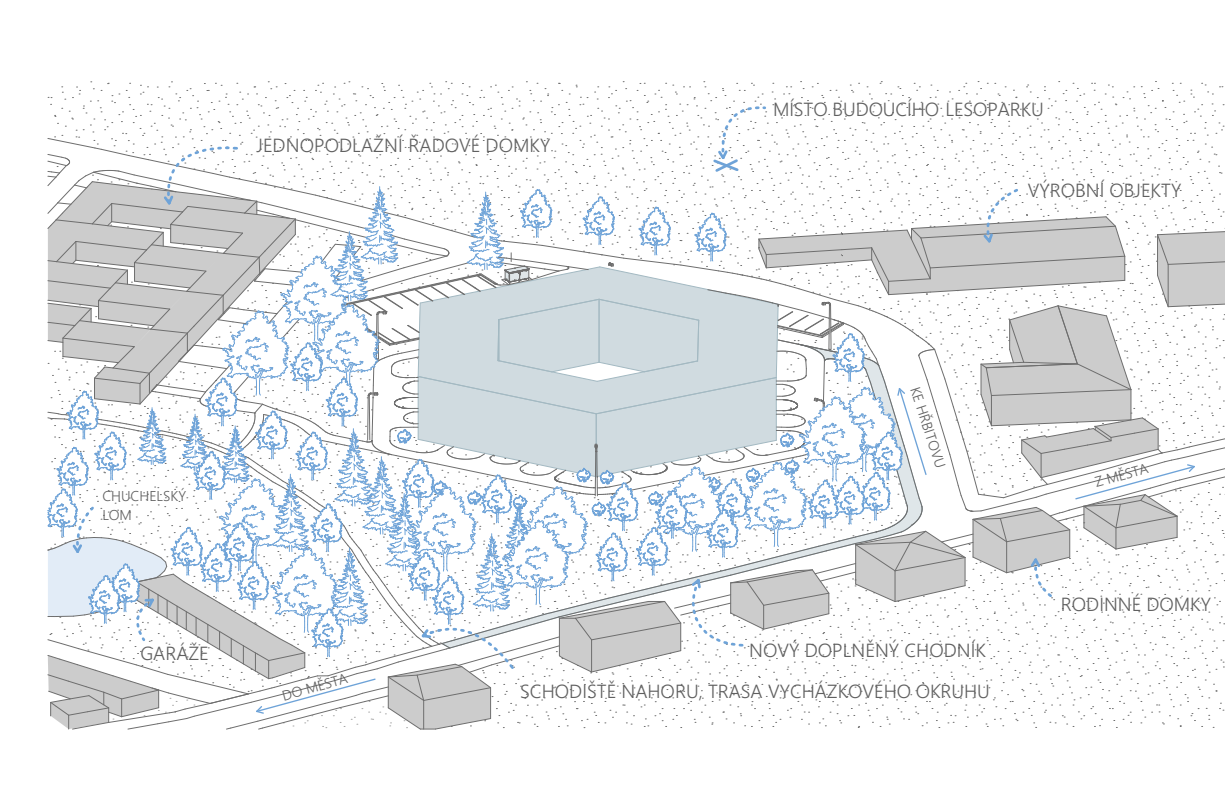 MÍSTO BUDOUCÍHO LESOPARKU
JEDNOPODLAŽNÍ ŘADOVÉ DOMKY
VÝROBNÍ OBJEKTY
KE HŘBITOVU
Z MĚSTA
CHUCHELSKÝ
LOM
RODINNÉ DOMKY
GARÁŽE
NOVÝ DOPLNĚNÝ CHODNÍK
DO MĚSTA
SCHODIŠTĚ NAHORU, TRASA VYCHÁZKOVÉHO OKRUHU